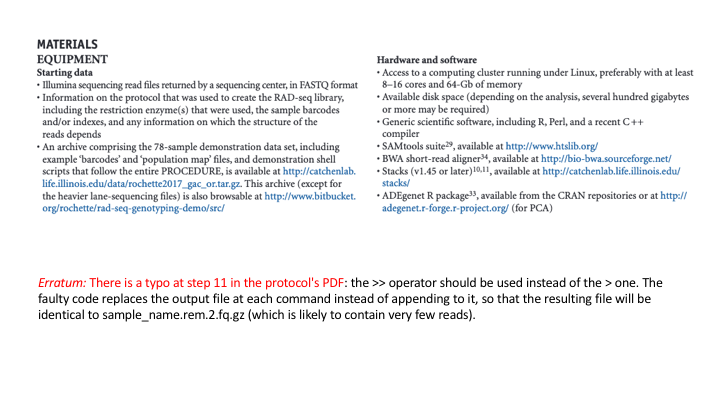 MATERIALS
EQUIPMENT
Starting data
• Illumina sequencing read files returned by a sequencing center, in FASTQ format
• Information on the protocol that was used to create the RAD-seq library,
including the restriction enzyme(s) that were used, the sample barcodes
and/or indexes, and any information on which the structure of the
reads depends
• An archive comprising the 78-sample demonstration data set, including
example ‘barcodes’ and ‘population map’ files, and demonstration shell
scripts that follow the entire PROCEDURE, is available at http://catchenlab.
life.illinois.edu/data/rochette2017_gac_or.tar.gz. This archive (except for
the heavier lane-sequencing files) is also browsable at http://www.bitbucket.
org/rochette/rad-seq-genotyping-demo/src/
Hardware and software
• Access to a computing cluster running under Linux, preferably with at least
8–16 cores and 64-Gb of memory
• Available disk space (depending on the analysis, several hundred gigabytes
or more may be required)
• Generic scientific software, including R, Perl, and a recent C++
compiler
• SAMtools suite29, available at http://www.htslib.org/
• BWA short-read aligner34, available at http://bio-bwa.sourceforge.net/
• Stacks (v1.45 or later)10,11, available at http://catchenlab.life.illinois.edu/
stacks/
• ADEgenet R package33, available from the CRAN repositories or at http://
adegenet.r-forge.r-project.org/ (for PCA)
Erratum: There is a typo at step 11 in the protocol's PDF: the >> operator should be used instead of the > one. The
faulty code replaces the output file at each command instead of appending to it, so that the resulting file will be
identical to sample_name.rem.2.fq.gz (which is likely to contain very few reads).